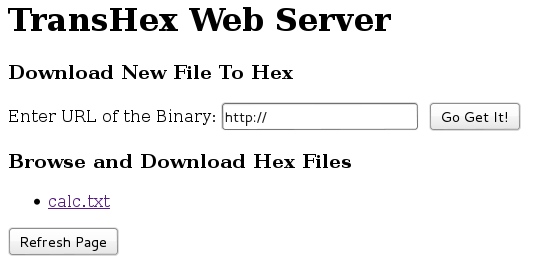 TransHex Web Server
Download New File To Hex
Enter URL of the Binary: http:// Go Get It!
Browse and Download Hex Files
• calc.txt
Refresh Page